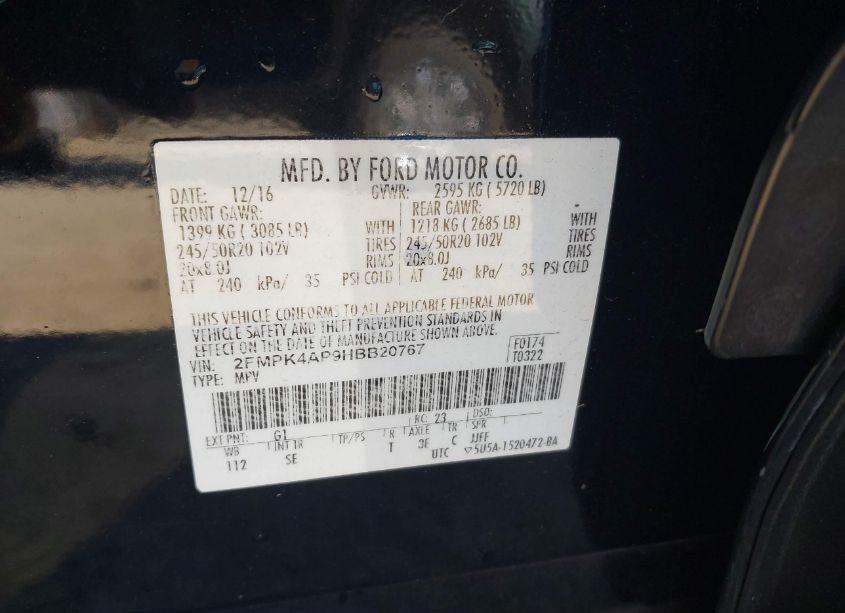 MFD. BY FORD MOTOR CO.
DATE: 12/16 GVWR: 2595 KG ( 5720 LB)
FRONT GAWR: REAR GAWR:
1399 KG ( 3085 LB) WITH 1218 KG ( 2685 LB) WITH
245/50R20 102V TIRES 245/50R20 102V TIRES
20x8.0J RIMS 20x8.0J RIMS
AT 240 kPa/ 35 PSI COLD AT 240 kPa/ 35 PSI COLD
THIS VEHICLE CONFORMS TO ALL APPLICABLE FEDERAL MOTOR
VEHICLE SAFETY AND THEFT PREVENTION STANDARDS IN
EFFECT ON THE DATE OF MANUFACTURE SHOWN ABOVE.
VIN: 2FMPK4AP9HBB20767 F0174
TYPE: MPV T0322
EXT PNT: G1 RC: 23 DSO:
WB INT TR TP/PS R AXLE TR SPR
112 SE T 3E C JJFF
UTC ▽5U5A-1520472-BA